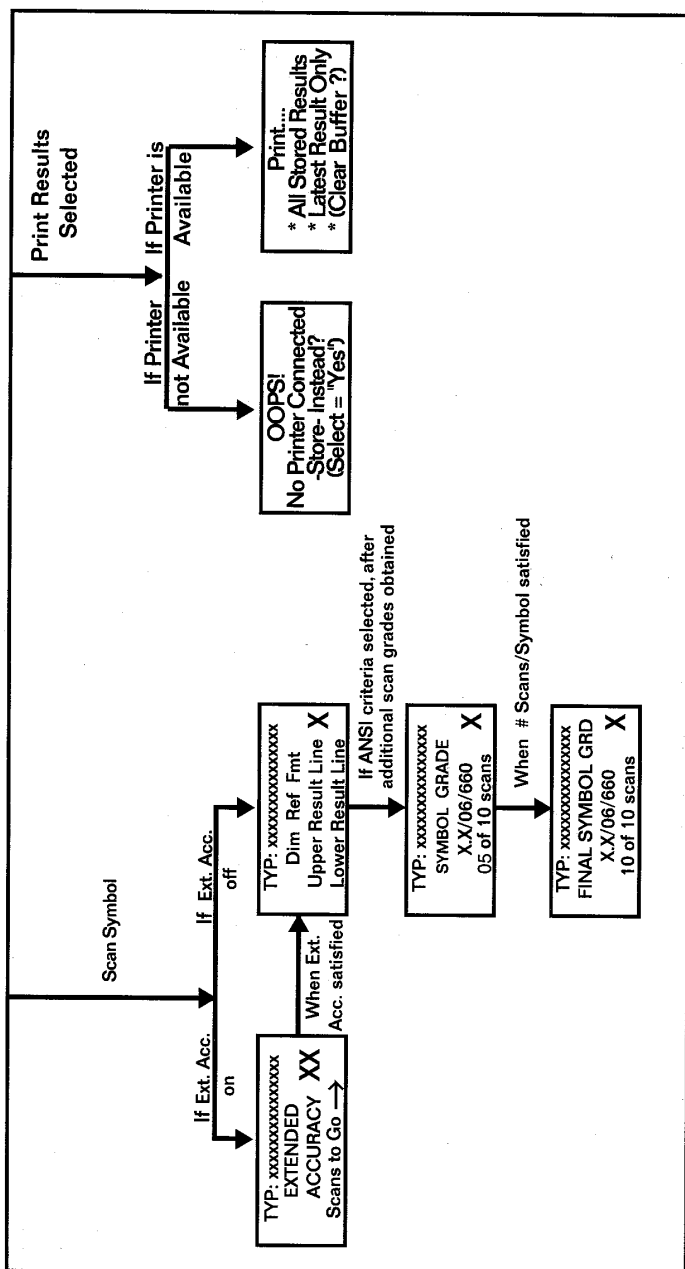 Scan Symbol
If Ext. Acc.
on
If Ext. Acc.
off
TYP: xxxxxxxxxxxxxxxxx
EXTENDED
ACCURACY XX
Scans to Go →
When Ext.
Acc. satisfied
TYP: xxxxxxxxxxxxxxxxx
Dim Ref Fmt
Upper Result Line X
Lower Result Line
If ANSI criteria selected, after
additional scan grades obtained
TYP: xxxxxxxxxxxxxxxxx
SYMBOL GRADE
X.X/06/660 X
05 of 10 scans
When # Scans/Symbol satisfied
TYP: xxxxxxxxxxxxxxxxx
FINAL SYMBOL GRD
X.X/06/660 X
10 of 10 scans
Print Results
Selected
If Printer
not Available
If Printer is
Available
OOPS!
No Printer Connected
-Store- Instead?
(Select = "Yes")
Print....
* All Stored Results
* Latest Result Only
* (Clear Buffer ?)